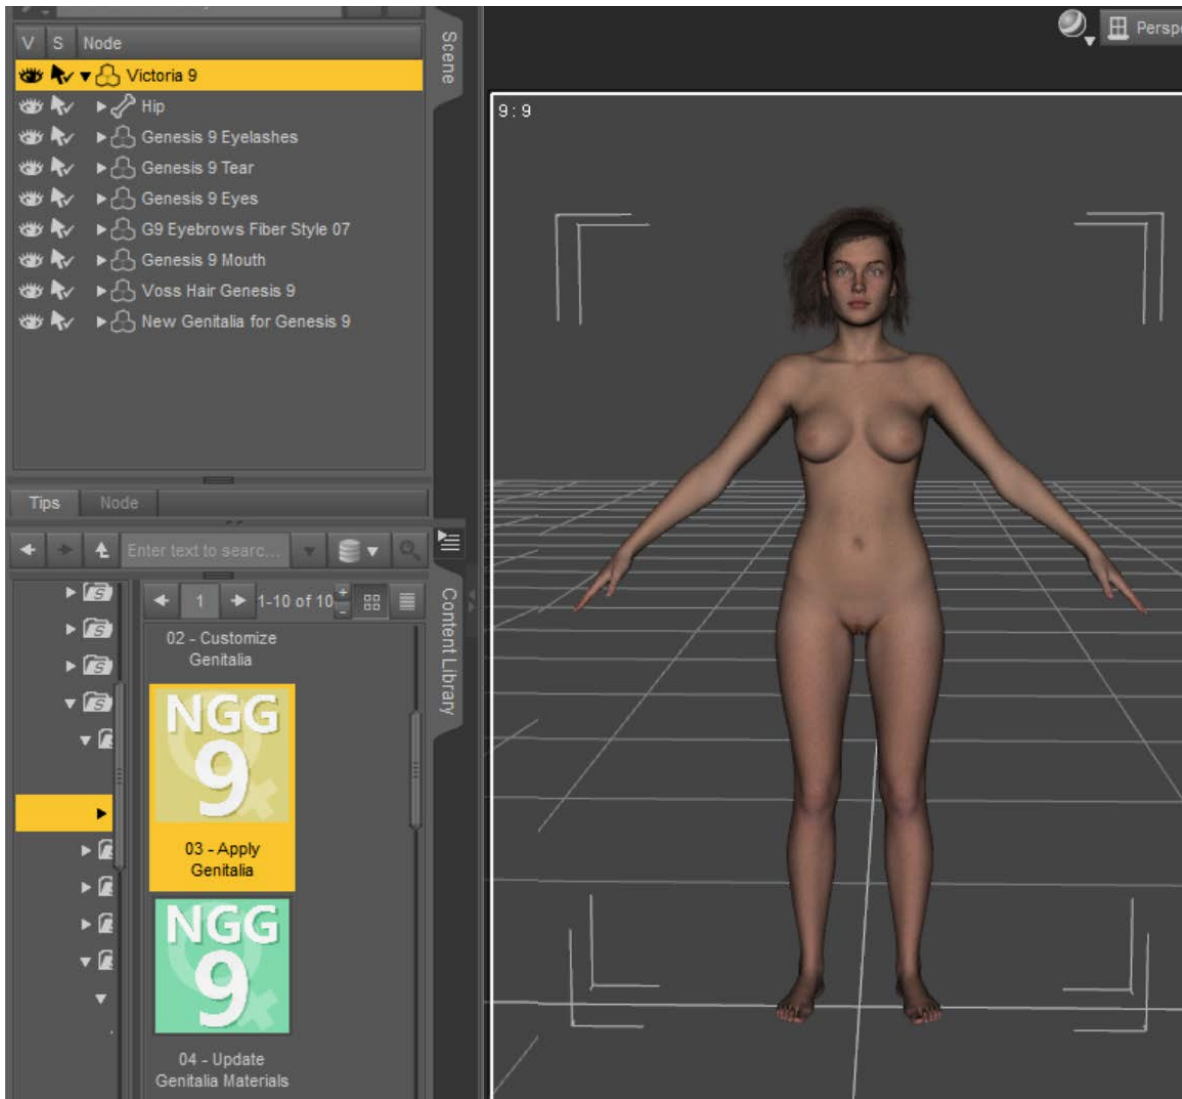 V S Node
Victoria 9
Hip
Genesis 9 Eyelashes
Genesis 9 Tear
Genesis 9 Eyes
G9 Eyebrows Fiber Style 07
Genesis 9 Mouth
Voss Hair Genesis 9
New Genitalia for Genesis 9
Scene
Tips Node
Enter text to searc...
1 1-10 of 10
02 - Customize
Genitalia
NGG
9
03 - Apply
Genitalia
NGG
9
04 - Update
Genitalia Materials
Content Library
Perspe
9 : 9